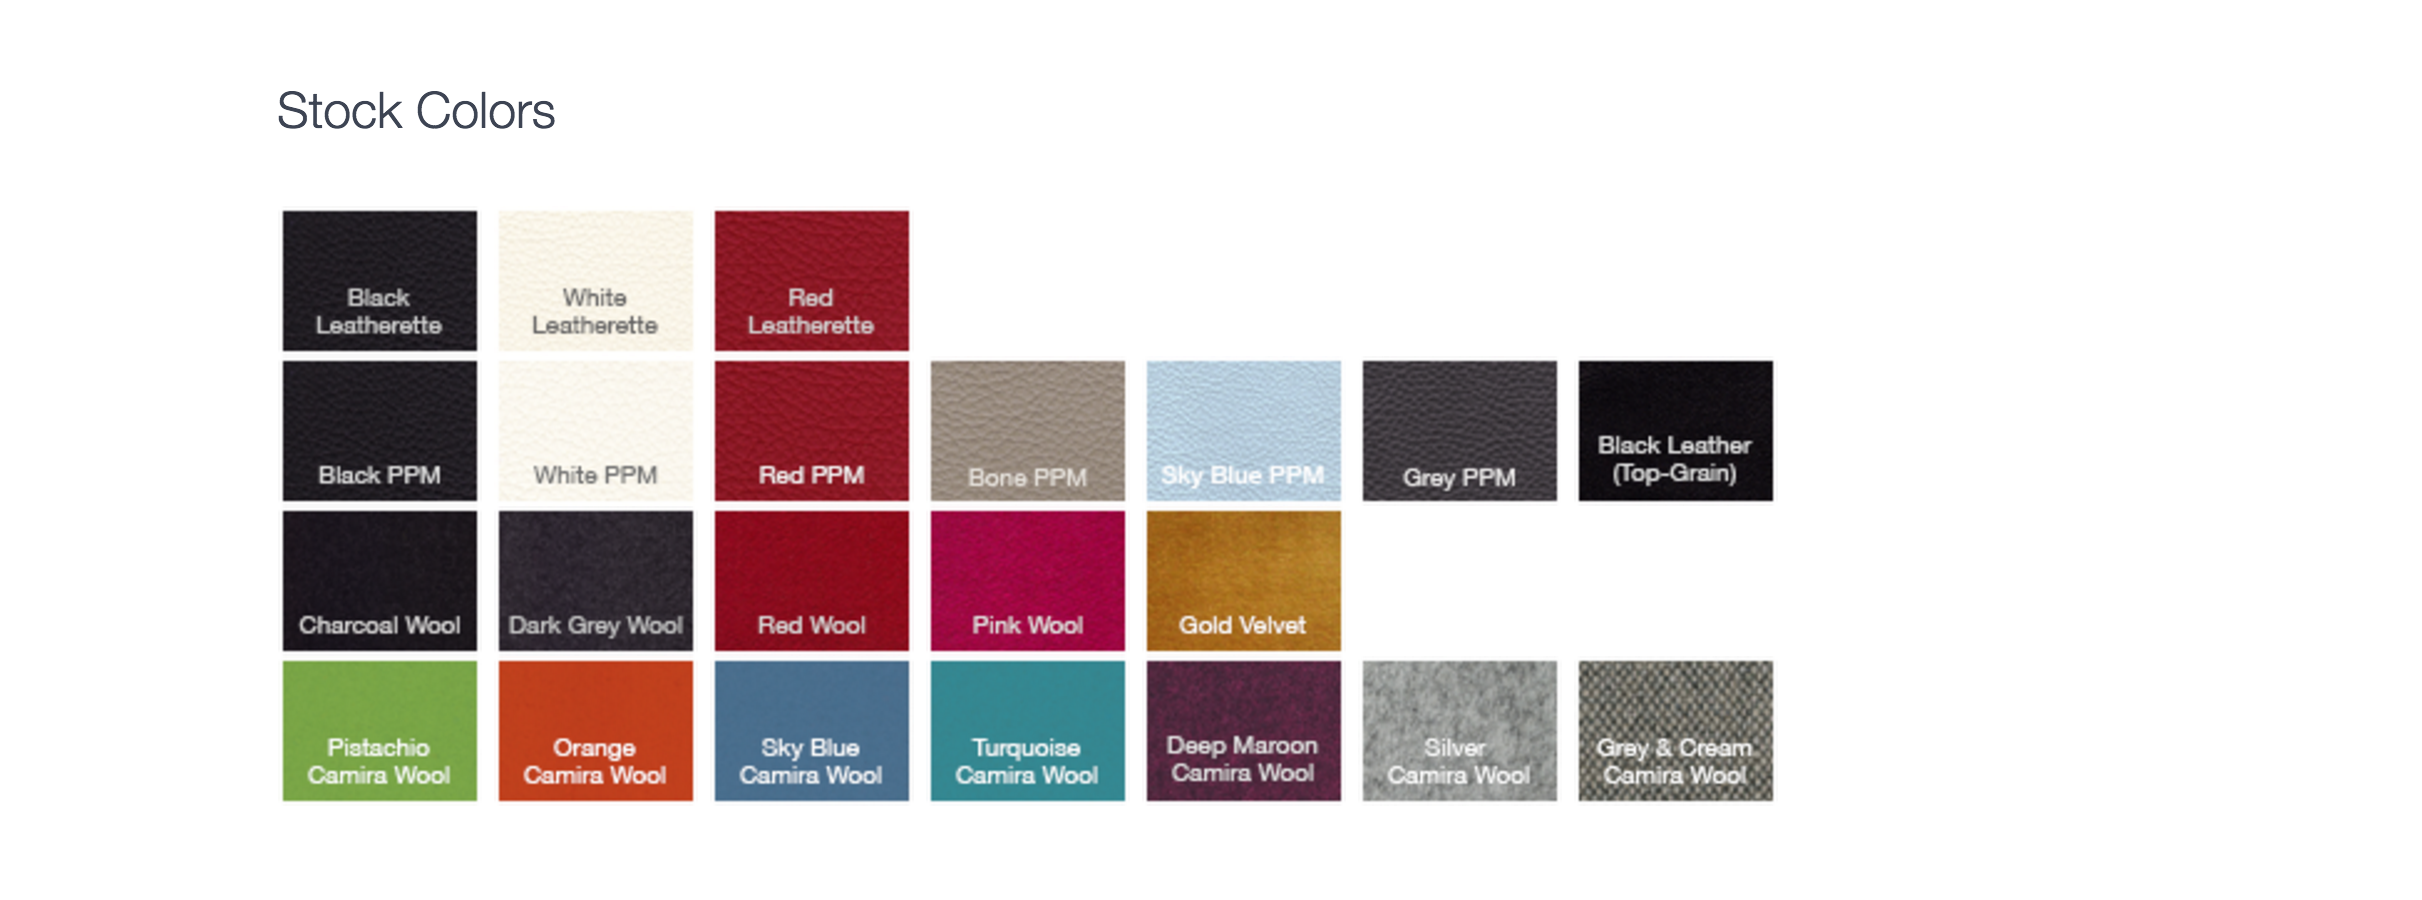 Stock Colors
Black
Leatherette
White
Leatherette
Red
Leatherette
Black PPM
White PPM
Red PPM
Bone PPM
Sky Blue PPM
Grey PPM
Black Leather
(Top-Grain)
Charcoal Wool
Dark Grey Wool
Red Wool
Pink Wool
Gold Velvet
Pistachio
Camira Wool
Orange
Camira Wool
Sky Blue
Camira Wool
Turquoise
Camira Wool
Deep Maroon
Camira Wool
Silver
Camira Wool
Grey & Cream
Camira Wool